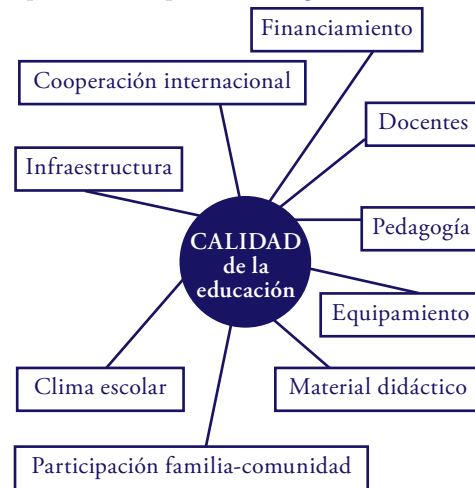 Financiamiento
Cooperación internacional
Docentes
Infraestructura
Pedagogía
CALIDAD
de la
educación
Equipamiento
Clima escolar
Material didáctico
Participación familia-comunidad